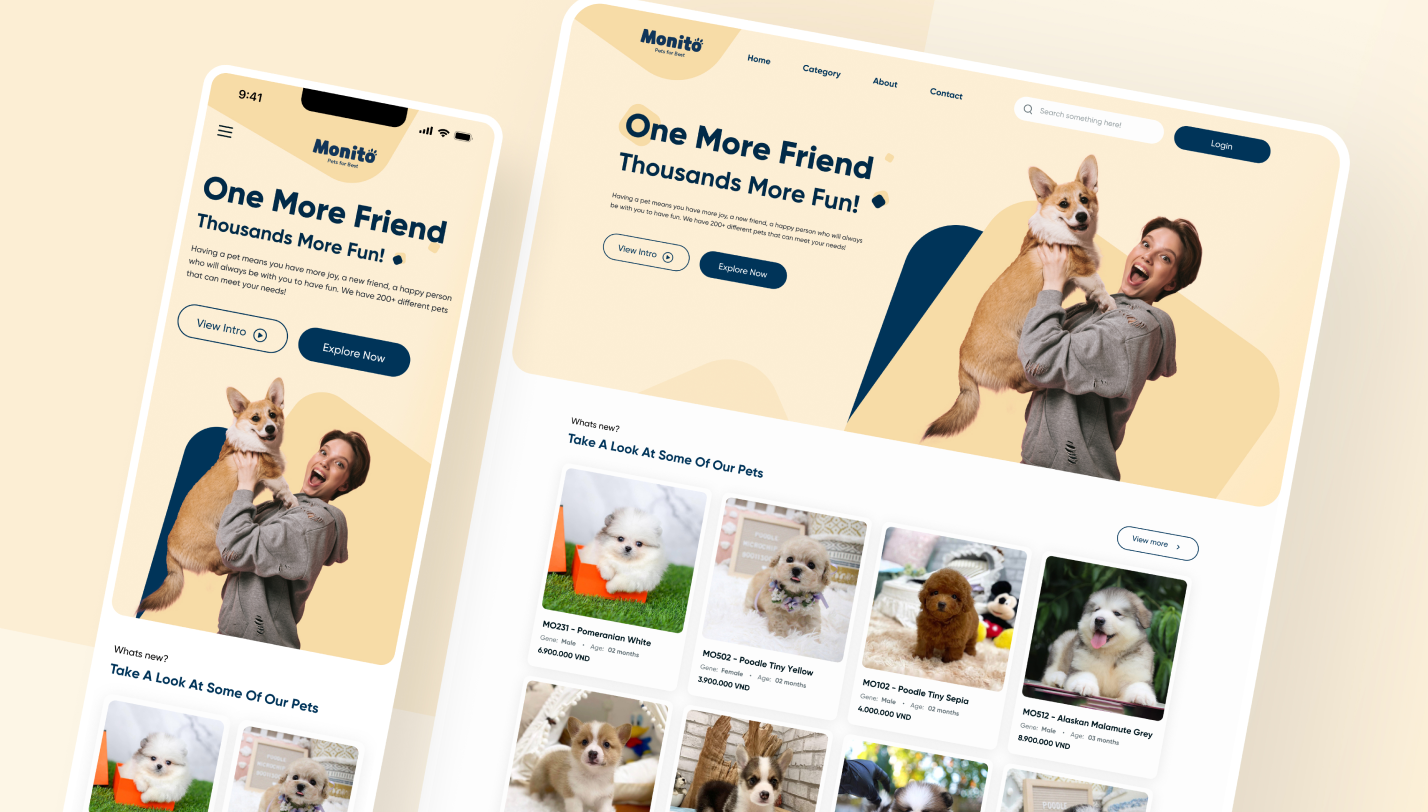 9:41
Monito
Pets for Best
One More Friend
Thousands More Fun!
Having a pet means you have more joy, a new friend, a happy person
who will always be with you to have fun. We have 200+ different pets
that can meet your needs!
View Intro
Explore Now
Whats new?
Take A Look At Some Of Our Pets
Monito
Pets for Best
Home
Category
About
Contact
Search something here!
Login
One More Friend
Thousands More Fun!
Having a pet means you have more joy, a new friend, a happy person who will always
be with you to have fun. We have 200+ different pets that can meet your needs!
View Intro
Explore Now
Whats new?
Take A Look At Some Of Our Pets
View more
MO231 - Pomeranian White
Gene: Male • Age: 02 months
6.900.000 VND
POODLE
MO502 - Poodle Tiny Yellow
Gene: Female • Age: 02 months
3.900.000 VND
MO102 - Poodle Tiny Sepia
Gene: Male • Age: 02 months
4.000.000 VND
MO512 - Alaskan Malamute Grey
Gene: Male • Age: 03 months
8.900.000 VND